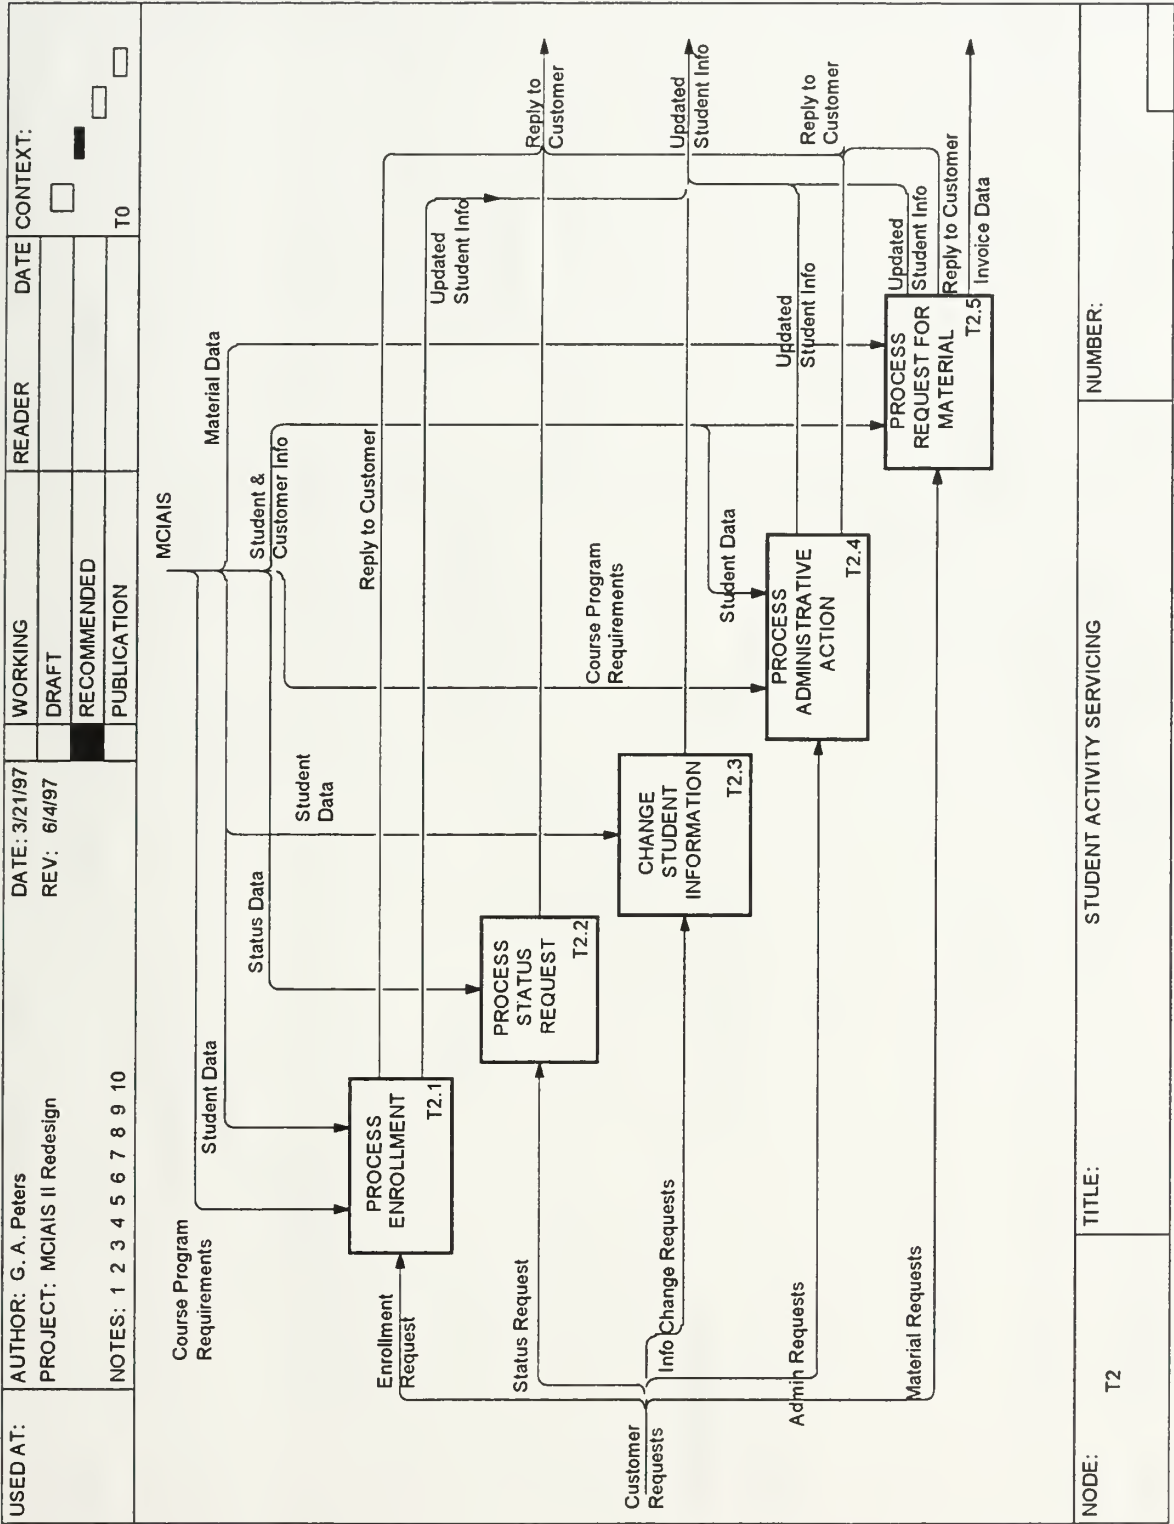 USED AT:
AUTHOR: G. A. Peters
DATE: 3/21/97
WORKING
READER
DATE
CONTEXT:
PROJECT: MCIAIS II Redesign
REV: 6/4/97
DRAFT
RECOMMENDED
NOTES: 1 2 3 4 5 6 7 8 9 10
PUBLICATION
T0
MCIAIS
Course Program
Requirements
Student Data
Material Data
Status Data
Student &
Customer Info
Student
Data
Reply to Customer
Enrollment
Request
PROCESS
ENROLLMENT
T2.1
Updated
Student Info
Reply to
Customer
Status Request
PROCESS
STATUS
REQUEST
T2.2
Course Program
Requirements
Customer
Requests
Info Change Requests
CHANGE
STUDENT
INFORMATION
T2.3
Updated
Student Info
Student Data
Admin Requests
PROCESS
ADMINISTRATIVE
ACTION
T2.4
Updated
Student Info
Reply to
Customer
Material Requests
PROCESS
REQUEST FOR
MATERIAL
T2.5
Updated
Student Info
Reply to Customer
Invoice Data
NODE:
T2
TITLE:
STUDENT ACTIVITY SERVICING
NUMBER: